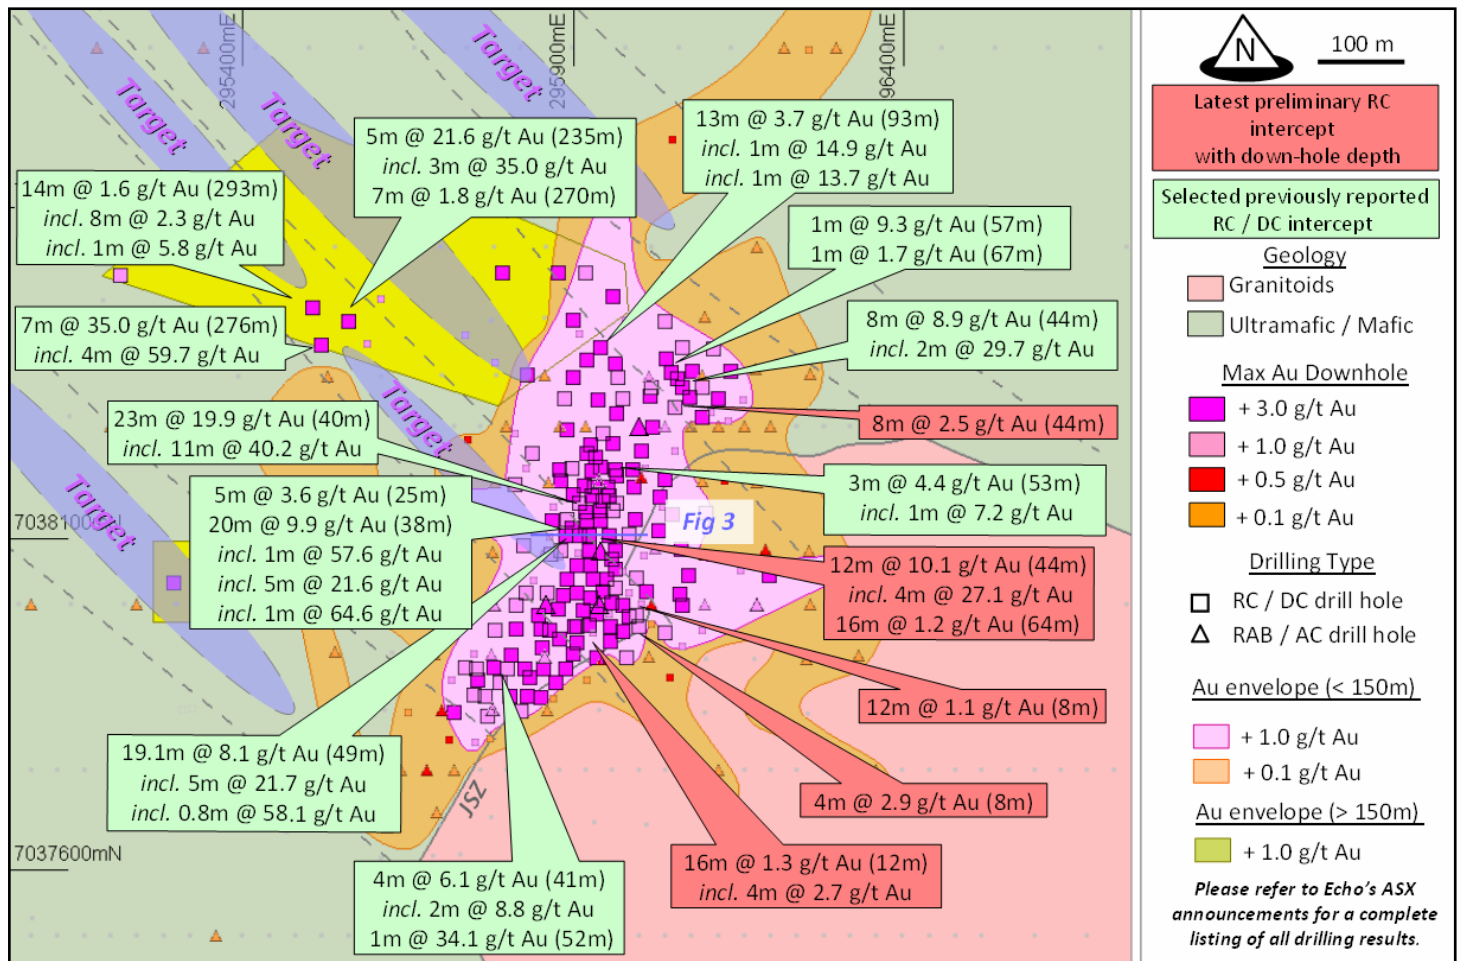 295400mE
295900mE
296400mE
7038100mN
7037600mN
Target
Target
Target
Target
Target
5m @ 21.6 g/t Au (235m)
incl. 3m @ 35.0 g/t Au
7m @ 1.8 g/t Au (270m)
13m @ 3.7 g/t Au (93m)
incl. 1m @ 14.9 g/t Au
incl. 1m @ 13.7 g/t Au
14m @ 1.6 g/t Au (293m)
incl. 8m @ 2.3 g/t Au
incl. 1m @ 5.8 g/t Au
1m @ 9.3 g/t Au (57m)
1m @ 1.7 g/t Au (67m)
7m @ 35.0 g/t Au (276m)
incl. 4m @ 59.7 g/t Au
8m @ 8.9 g/t Au (44m)
incl. 2m @ 29.7 g/t Au
23m @ 19.9 g/t Au (40m)
incl. 11m @ 40.2 g/t Au
8m @ 2.5 g/t Au (44m)
5m @ 3.6 g/t Au (25m)
20m @ 9.9 g/t Au (38m)
incl. 1m @ 57.6 g/t Au
incl. 5m @ 21.6 g/t Au
incl. 1m @ 64.6 g/t Au
3m @ 4.4 g/t Au (53m)
incl. 1m @ 7.2 g/t Au
Fig 3
12m @ 10.1 g/t Au (44m)
incl. 4m @ 27.1 g/t Au
16m @ 1.2 g/t Au (64m)
12m @ 1.1 g/t Au (8m)
19.1m @ 8.1 g/t Au (49m)
incl. 5m @ 21.7 g/t Au
incl. 0.8m @ 58.1 g/t Au
JSZ
4m @ 2.9 g/t Au (8m)
16m @ 1.3 g/t Au (12m)
incl. 4m @ 2.7 g/t Au
4m @ 6.1 g/t Au (41m)
incl. 2m @ 8.8 g/t Au
1m @ 34.1 g/t Au (52m)
N
100 m
Latest preliminary RC
intercept
with down-hole depth
Selected previously reported
RC / DC intercept
Geology
Granitoids
Ultramafic / Mafic
Max Au Downhole
+ 3.0 g/t Au
+ 1.0 g/t Au
+ 0.5 g/t Au
+ 0.1 g/t Au
Drilling Type
RC / DC drill hole
RAB / AC drill hole
Au envelope (< 150m)
+ 1.0 g/t Au
+ 0.1 g/t Au
Au envelope (> 150m)
+ 1.0 g/t Au
Please refer to Echo's ASX
announcements for a complete
listing of all drilling results.